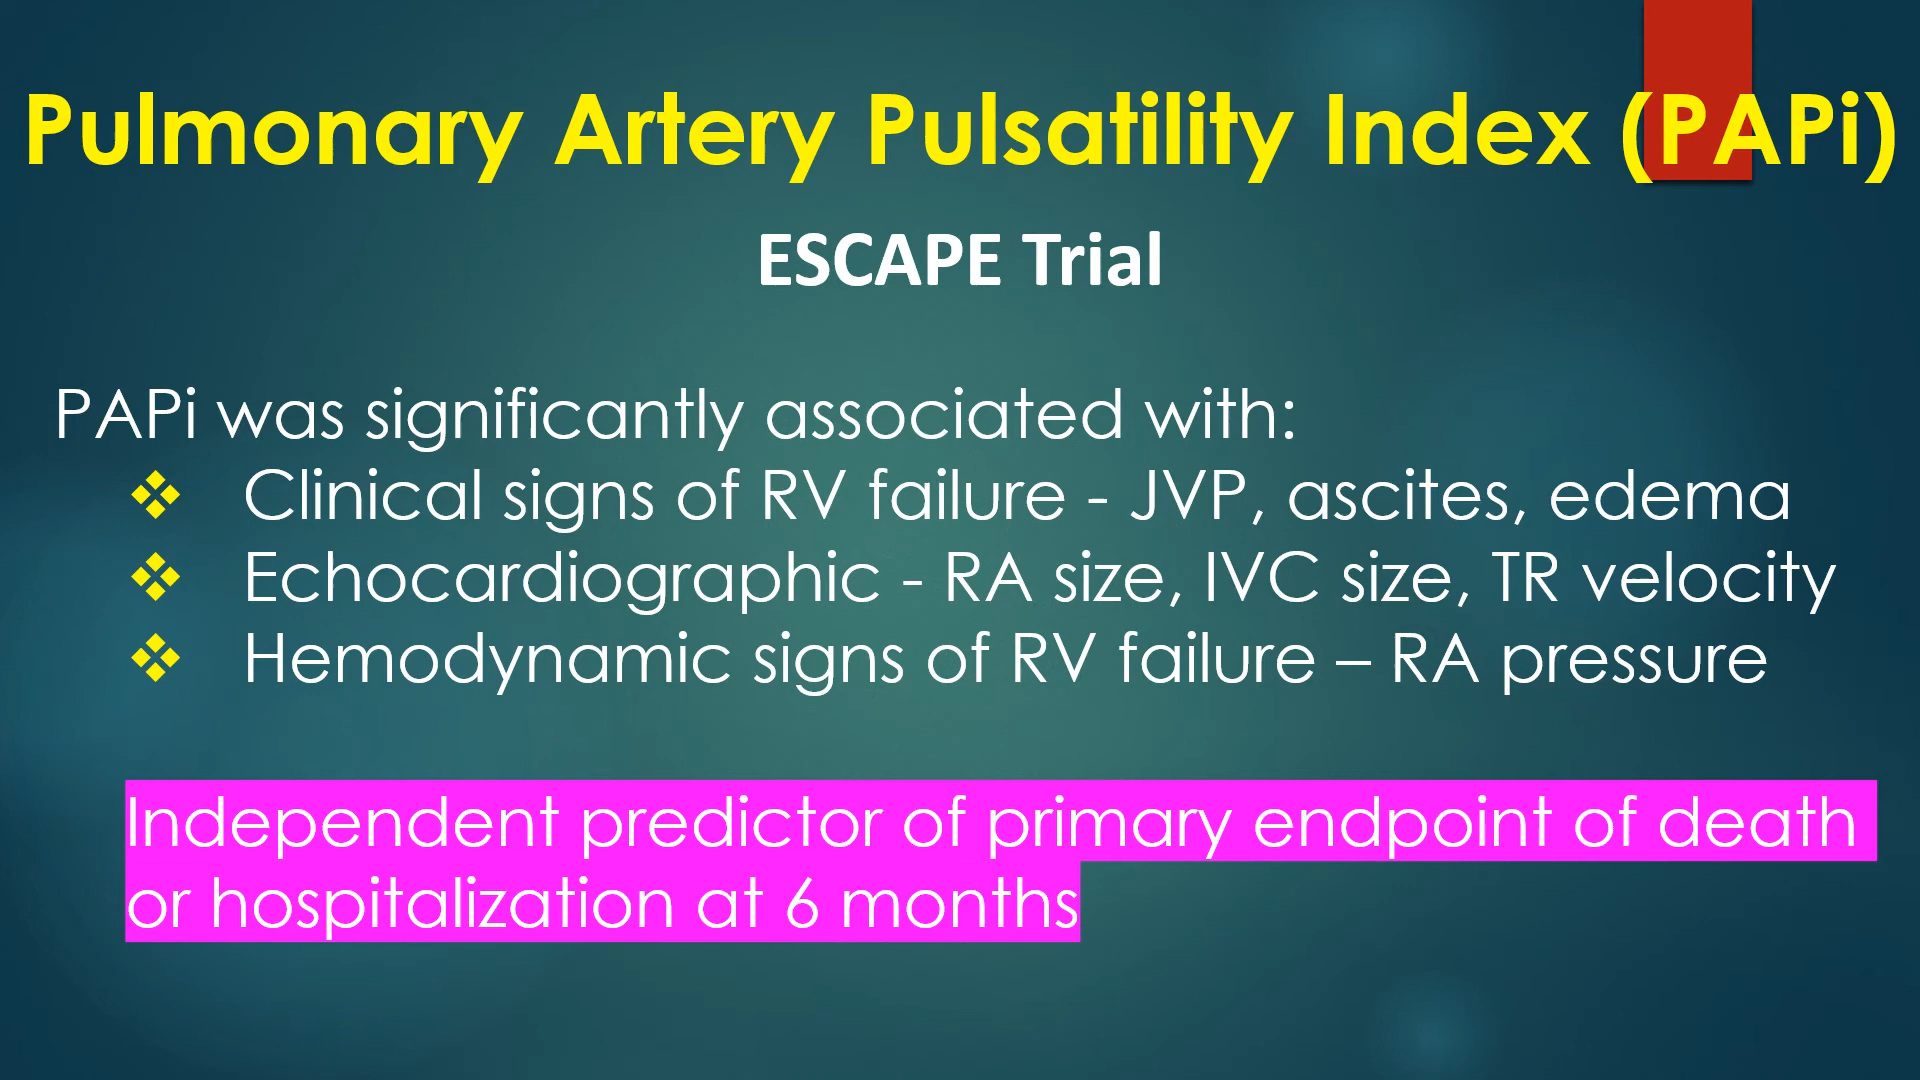 Pulmonary Artery Pulsatility Index (PAPi)
ESCAPE Trial
PAPi was significantly associated with:
❖ Clinical signs of RV failure - JVP, ascites, edema
❖ Echocardiographic - RA size, IVC size, TR velocity
❖ Hemodynamic signs of RV failure – RA pressure
Independent predictor of primary endpoint of death
or hospitalization at 6 months